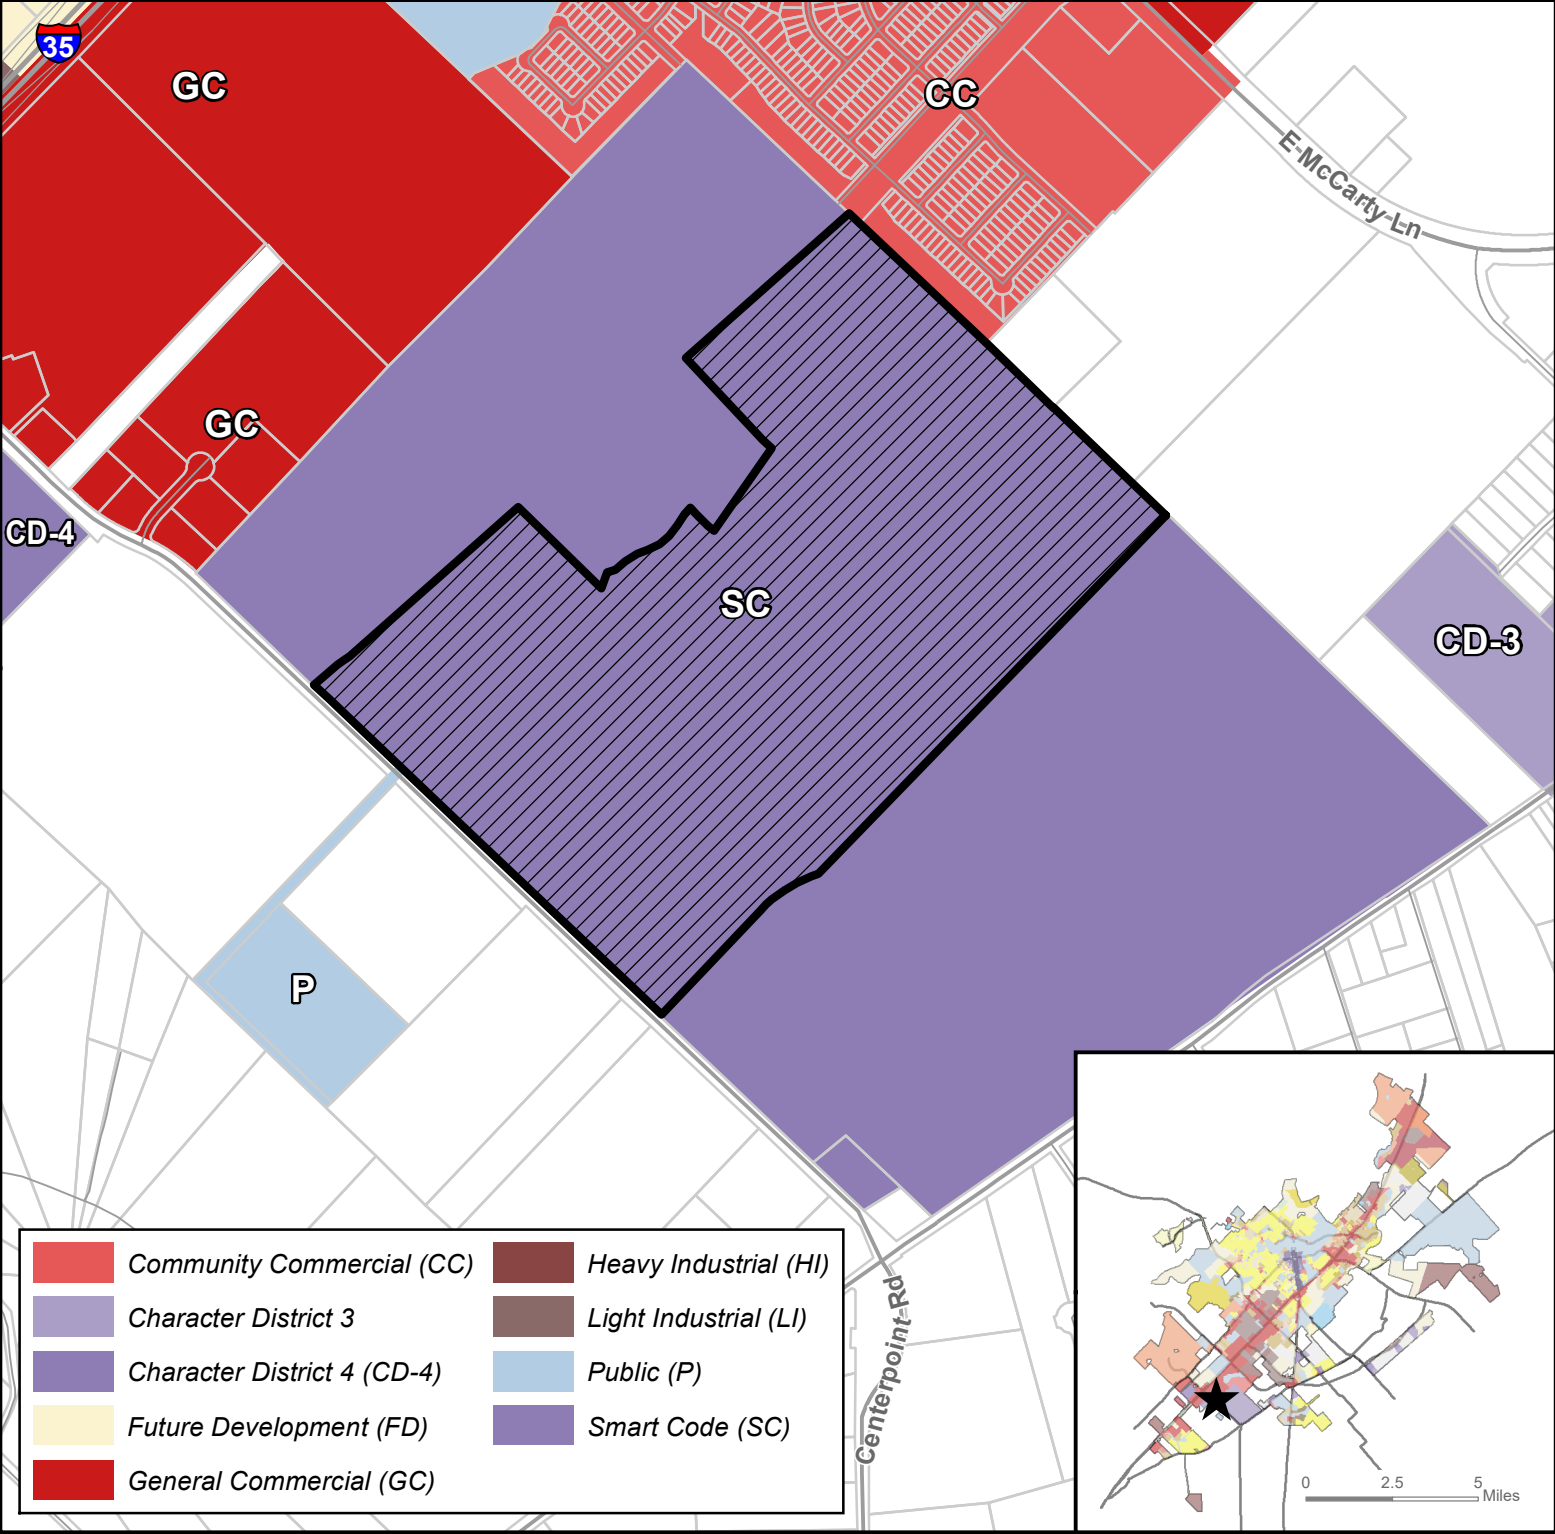 35
GC
CC
E McCarty Ln
GC
CD-4
SC
CD-3
P
Centerpoint Rd
Community Commercial (CC)
Character District 3
Character District 4 (CD-4)
Future Development (FD)
General Commercial (GC)
Heavy Industrial (HI)
Light Industrial (LI)
Public (P)
Smart Code (SC)
0 2.5 5
Miles